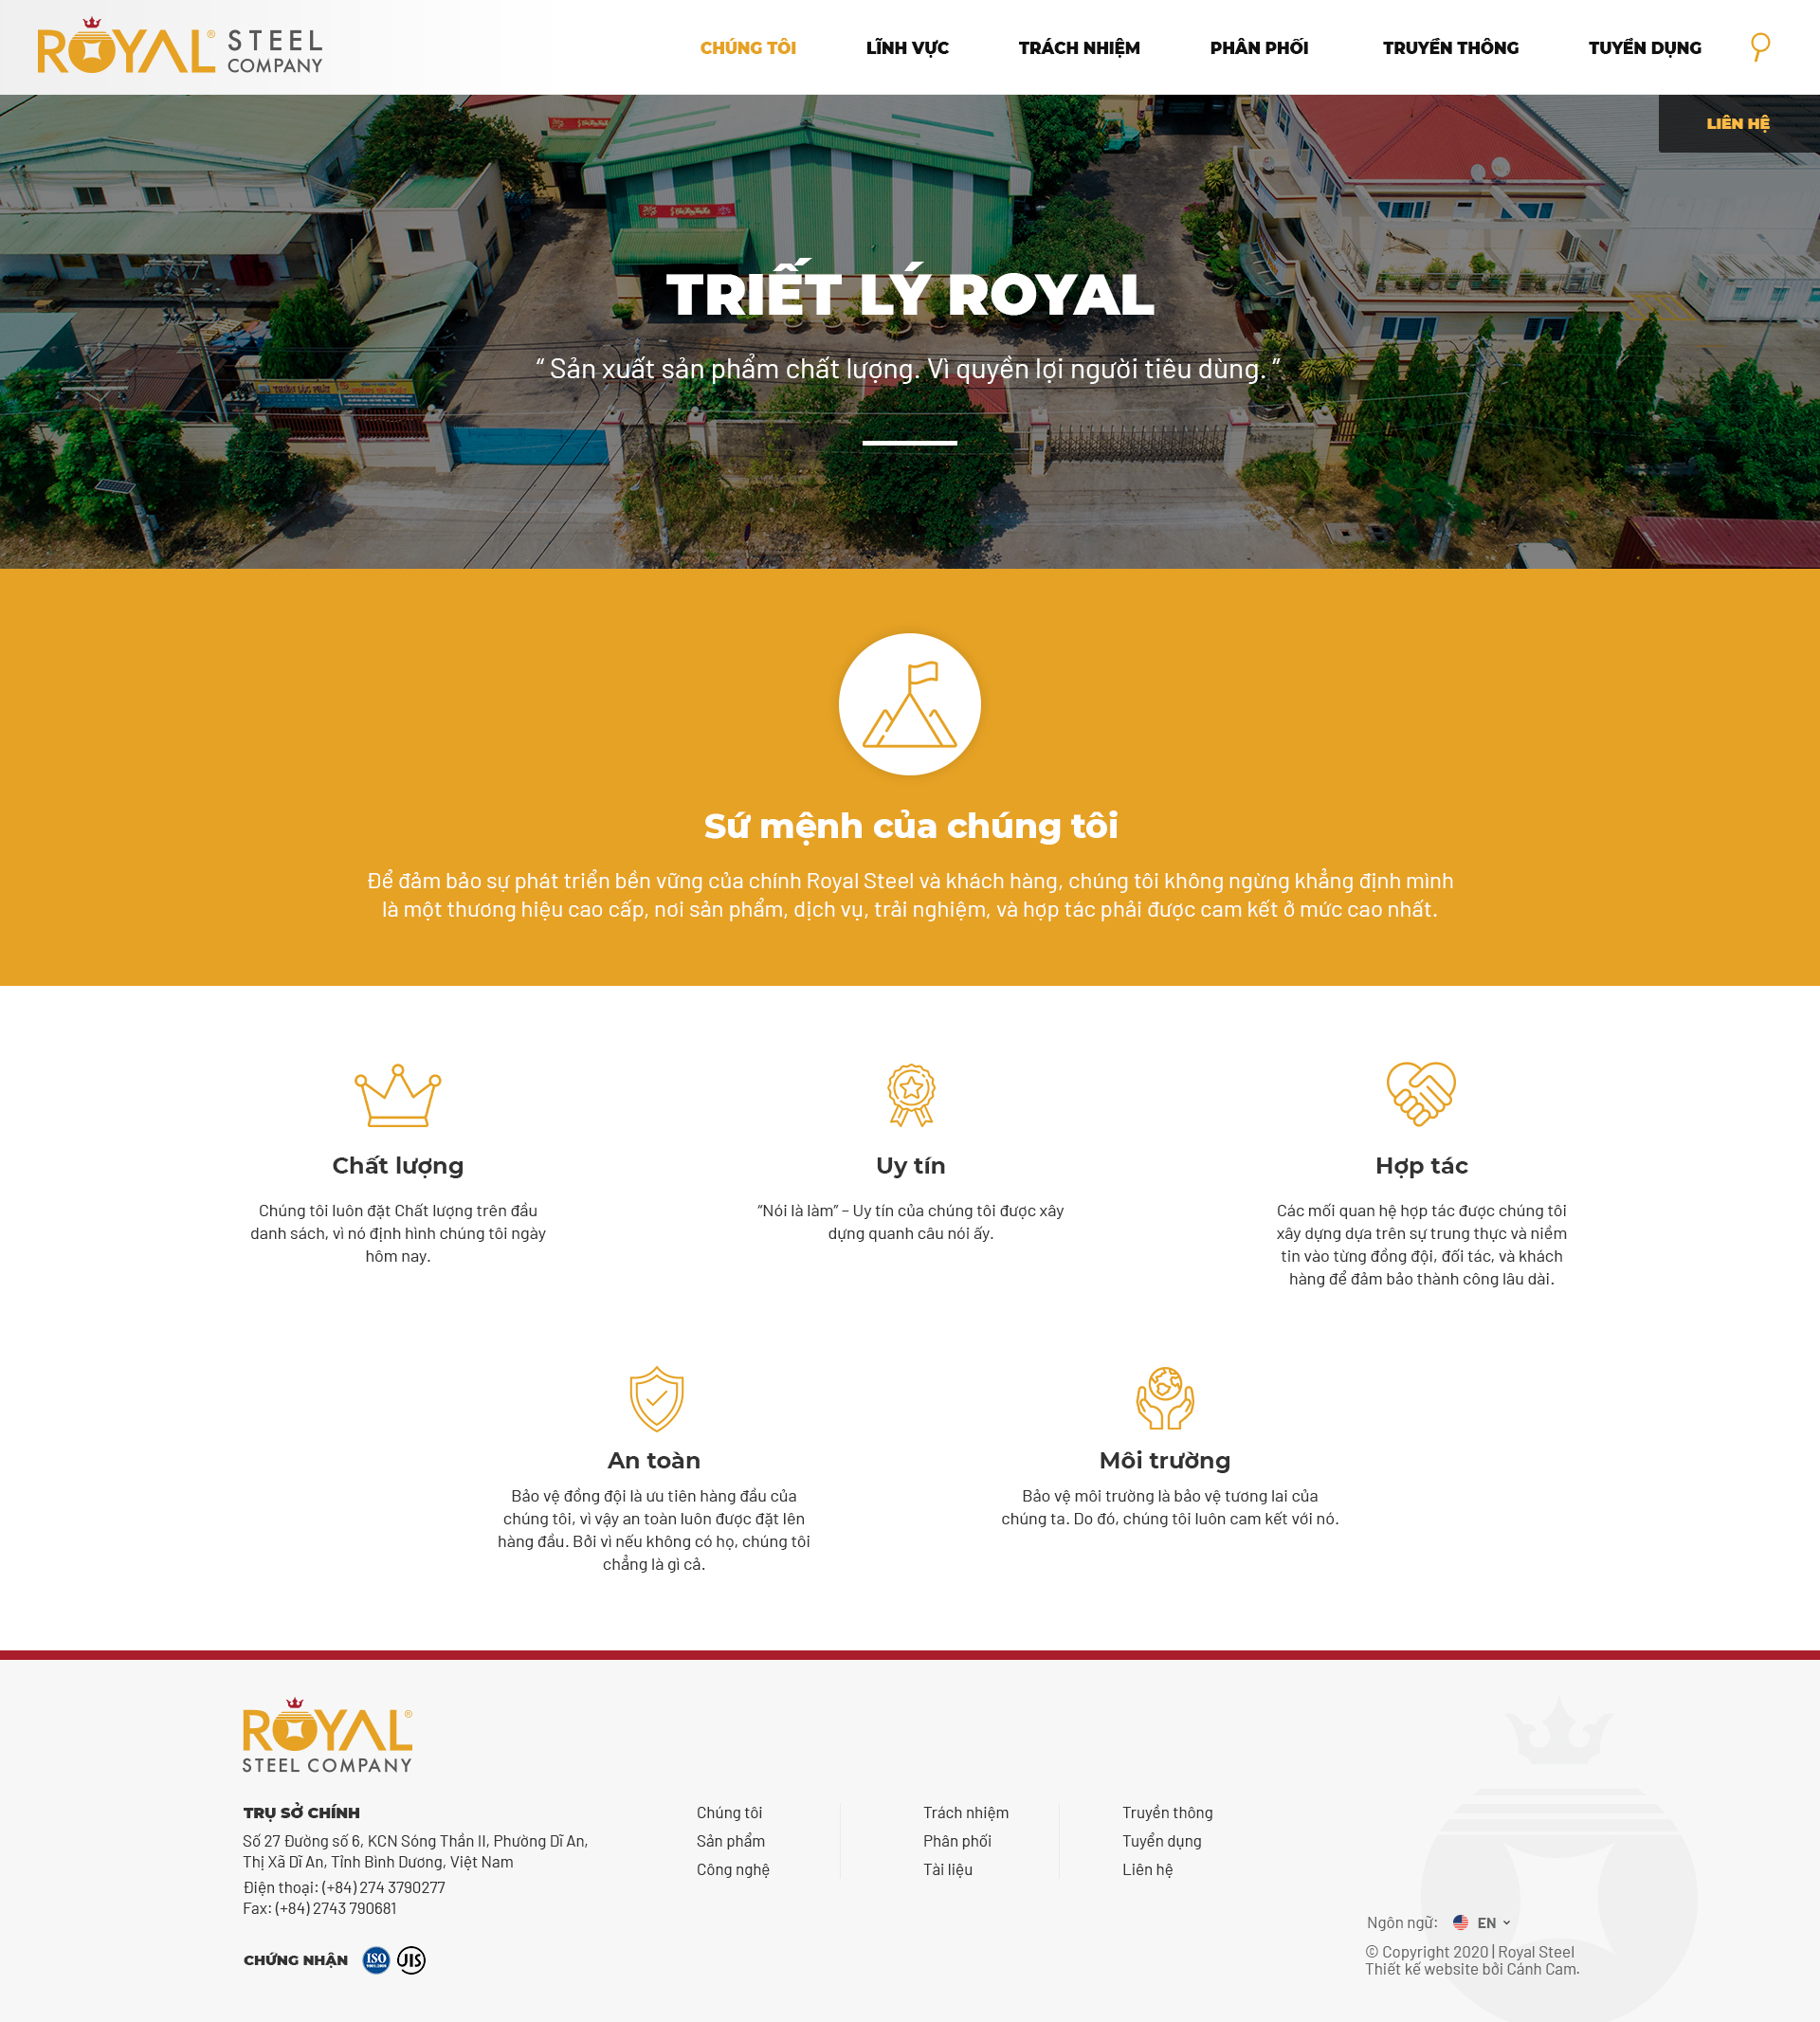 ROYAL® STEEL
COMPANY
CHÚNG TÔI
LĨNH VỰC
TRÁCH NHIỆM
PHÂN PHỐI
TRUYỀN THÔNG
TUYỂN DỤNG
LIÊN HỆ
TRIẾT LÝ ROYAL
“ Sản xuất sản phẩm chất lượng. Vì quyền lợi người tiêu dùng. ”
Sứ mệnh của chúng tôi
Để đảm bảo sự phát triển bền vững của chính Royal Steel và khách hàng, chúng tôi không ngừng khẳng định mình
là một thương hiệu cao cấp, nơi sản phẩm, dịch vụ, trải nghiệm, và hợp tác phải được cam kết ở mức cao nhất.
Chất lượng
Chúng tôi luôn đặt Chất lượng trên đầu
danh sách, vì nó định hình chúng tôi ngày
hôm nay.
Uy tín
“Nói là làm” – Uy tín của chúng tôi được xây
dựng quanh câu nói ấy.
Hợp tác
Các mối quan hệ hợp tác được chúng tôi
xây dựng dựa trên sự trung thực và niềm
tin vào từng đồng đội, đối tác, và khách
hàng để đảm bảo thành công lâu dài.
An toàn
Bảo vệ đồng đội là ưu tiên hàng đầu của
chúng tôi, vì vậy an toàn luôn được đặt lên
hàng đầu. Bởi vì nếu không có họ, chúng tôi
chẳng là gì cả.
Môi trường
Bảo vệ môi trường là bảo vệ tương lai của
chúng ta. Do đó, chúng tôi luôn cam kết với nó.
ROYAL®
STEEL COMPANY
TRỤ SỞ CHÍNH
Số 27 Đường số 6, KCN Sóng Thần II, Phường Dĩ An,
Thị Xã Dĩ An, Tỉnh Bình Dương, Việt Nam
Điện thoại: (+84) 274 3790277
Fax: (+84) 2743 790681
CHỨNG NHẬN
ISO
9001:2008
JIS
Chúng tôi
Sản phẩm
Công nghệ
Trách nhiệm
Phân phối
Tài liệu
Truyền thông
Tuyển dụng
Liên hệ
Ngôn ngữ: EN
© Copyright 2020 | Royal Steel
Thiết kế website bởi Cánh Cam.